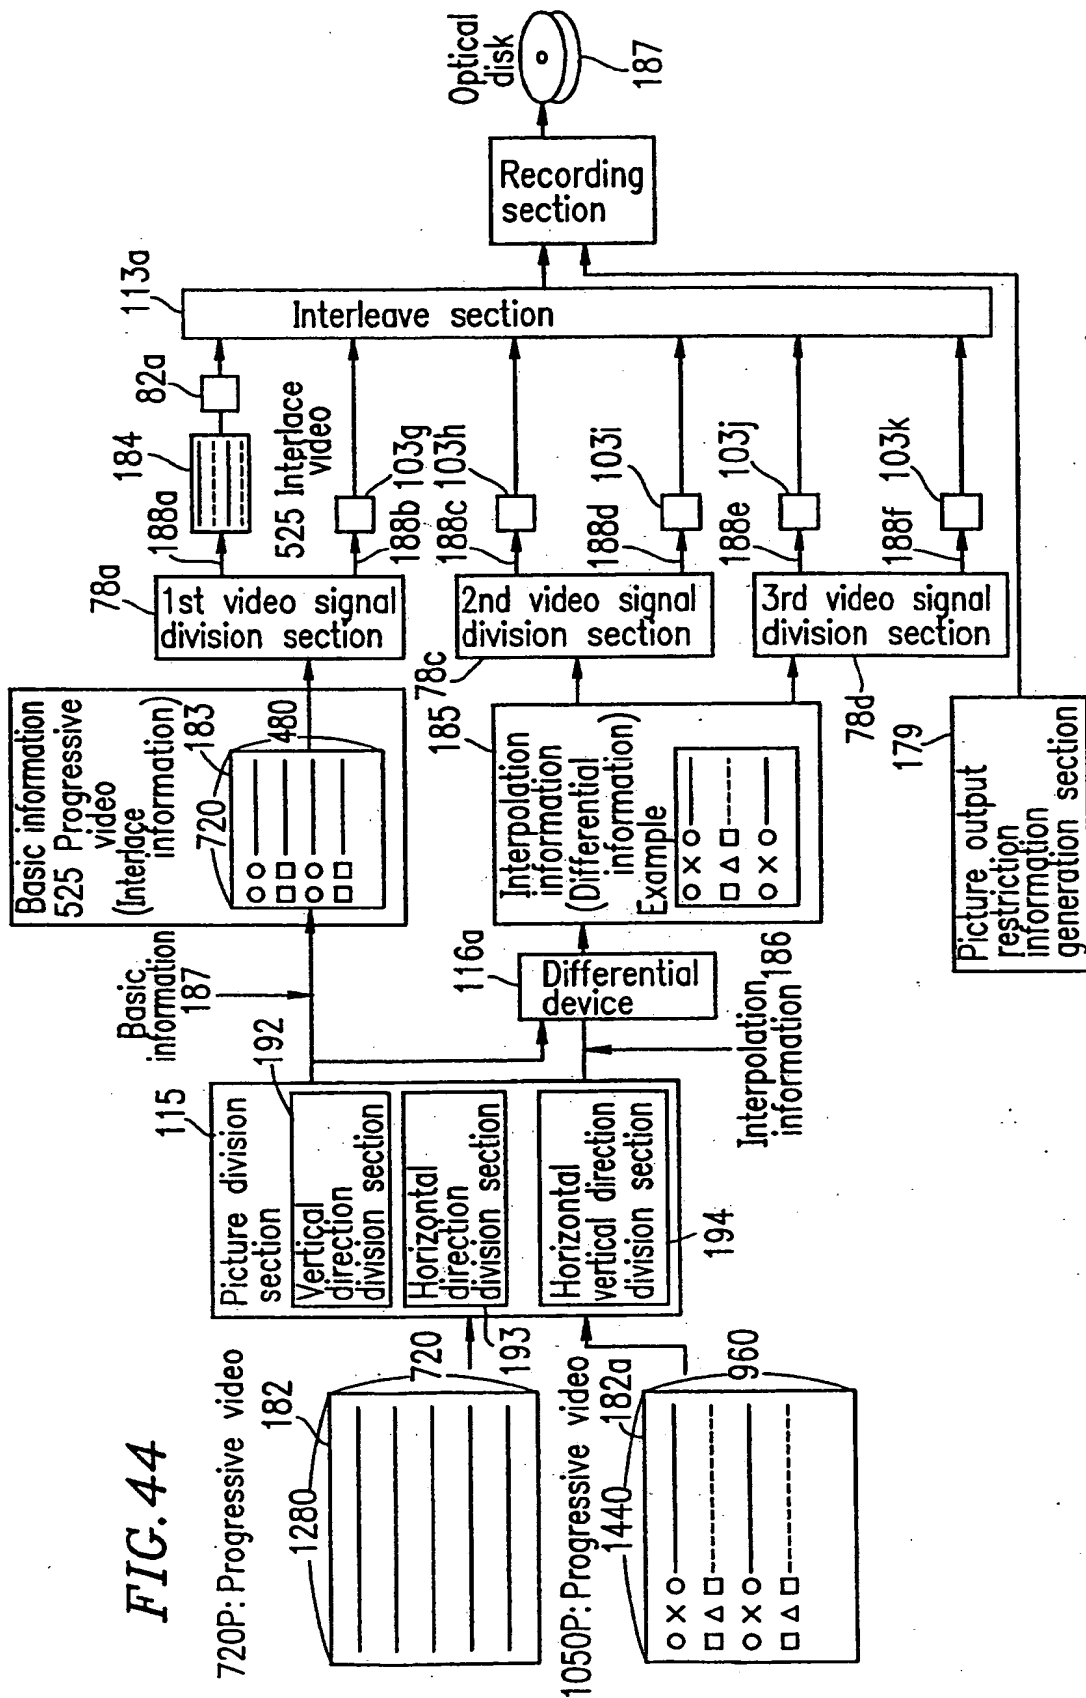 FIG. 44
720P: Progressive video
1280
182
720
1050P: Progressive video
1440
182a
960
115
Picture division
section
192
Vertical
direction
division section
Horizontal
direction
division section
193
Horizontal
vertical direction
division section
194
Basic
information
187
116a
Differential
device
Interpolation
information
186
Basic information
525 Progressive
video
(Interlace
information)
183
720
480
185
Interpolation
information
(Differential
information)
Example
179
Picture output
restriction
information
generation section
78a
1st video signal
division section
78c
2nd video signal
division section
3rd video signal
division section
78d
188a
184
82a
525 Interlace
video
188b
103g
188c
103h
188d
103i
188e
103j
188f
103k
113a
Interleave section
Recording
section
Optical
disk
187